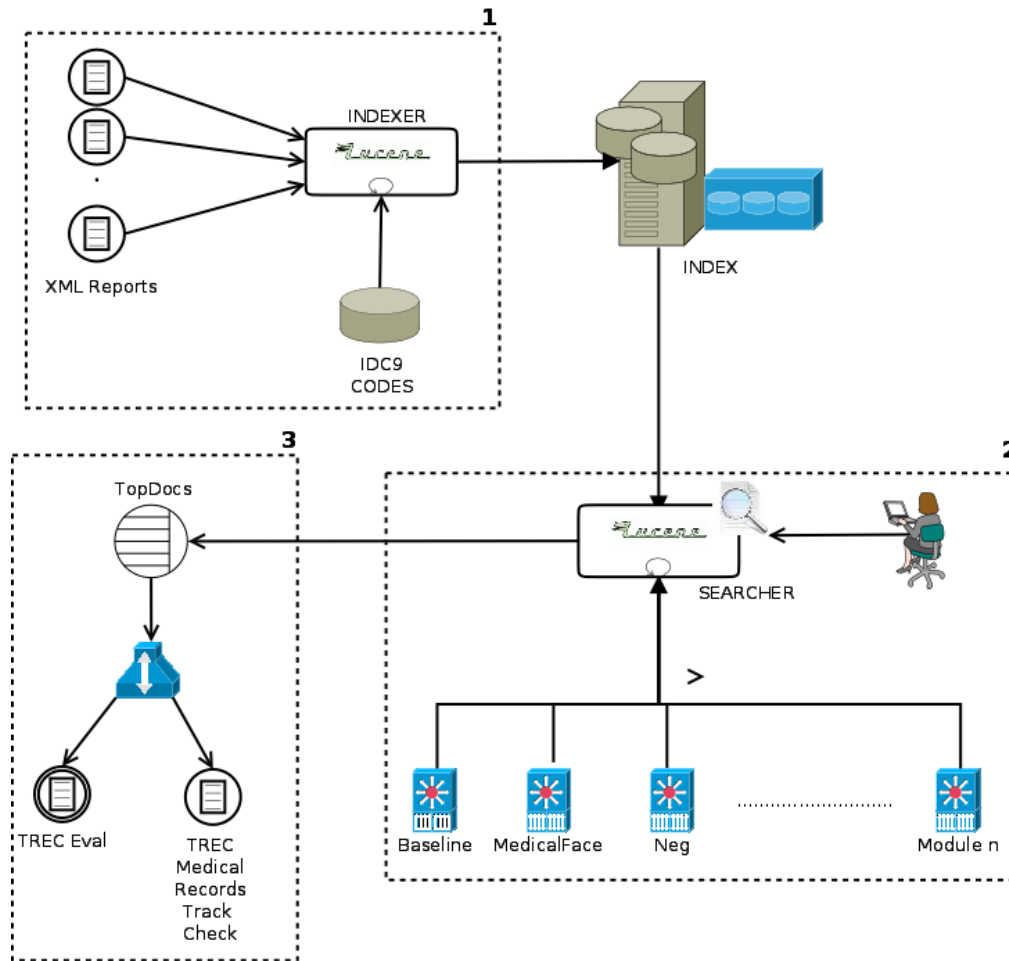 1
INDEXER
Lucene
XML Reports
IDC9
CODES
INDEX
2
Lucene
SEARCHER
>
Baseline
MedicalFace
Neg
Module n
3
TopDocs
TREC Eval
TREC
Medical
Records
Track
Check